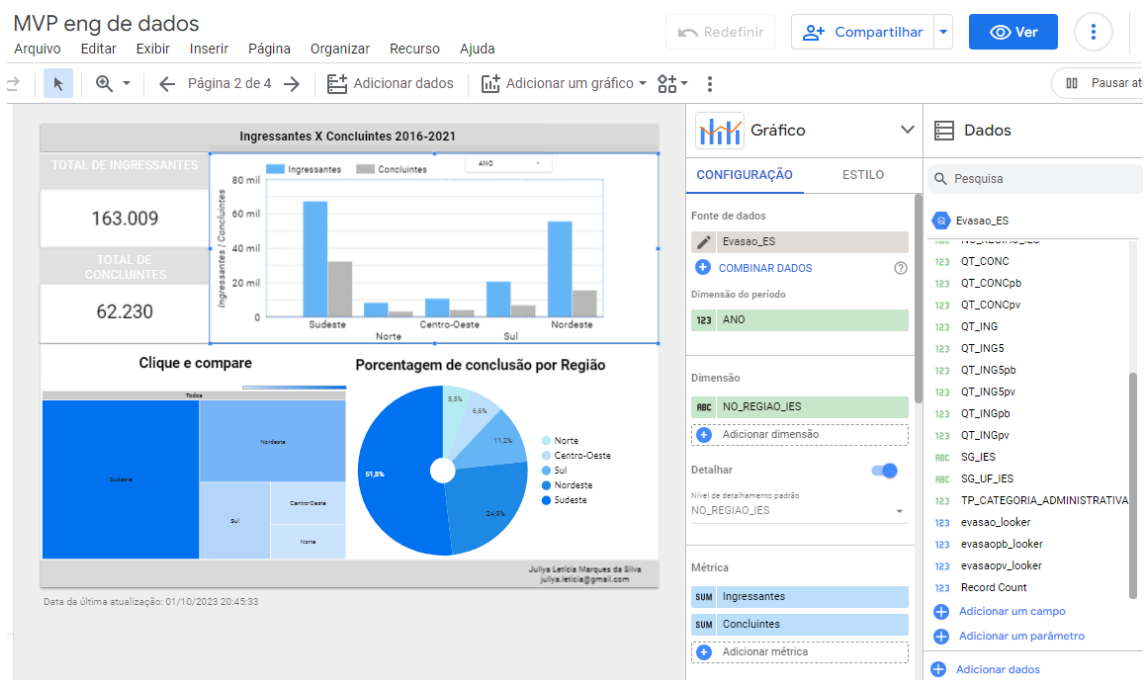 MVP eng de dados
Arquivo Editar Exibir Inserir Página Organizar Recurso Ajuda
Redefinir
Compartilhar
Ver
Página 2 de 4
Adicionar dados
Adicionar um gráfico
Pausar at
Ingressantes X Concluintes 2016-2021
TOTAL DE INGRESSANTES
163.009
TOTAL DE
CONCLUINTES
62.230
Ingressantes Concluintes
ANO
Ingressantes / Concluintes
80 mil
60 mil
40 mil
20 mil
0
Sudeste
Norte
Centro-Oeste
Sul
Nordeste
Clique e compare
Todos
Sudeste
Nordeste
Sul
Centro-Oeste
Norte
Porcentagem de conclusão por Região
5,5%
6,6%
11,2%
24,9%
51,8%
Norte
Centro-Oeste
Sul
Nordeste
Sudeste
Juliya Letícia Marques da Silva
juliya.leticia@gmail.com
Data da última atualização: 01/10/2023 20:45:33
Gráfico
CONFIGURAÇÃO ESTILO
Fonte de dados
Evasao_ES
COMBINAR DADOS
Dimensão do período
123 ANO
Dimensão
ABC NO_REGIAO_IES
Adicionar dimensão
Detalhar
Nível de detalhamento padrão
NO_REGIAO_IES
Métrica
SUM Ingressantes
SUM Concluintes
Adicionar métrica
Dados
Pesquisa
Evasao_ES
ABC NO_REGIAO_IES
123 QT_CONC
123 QT_CONCpb
123 QT_CONCpv
123 QT_ING
123 QT_ING5
123 QT_ING5pb
123 QT_ING5pv
123 QT_INGpb
123 QT_INGpv
ABC SG_IES
ABC SG_UF_IES
123 TP_CATEGORIA_ADMINISTRATIVA
123 evasao_looker
123 evasaopb_looker
123 evasaopv_looker
123 Record Count
Adicionar um campo
Adicionar um parâmetro
Adicionar dados